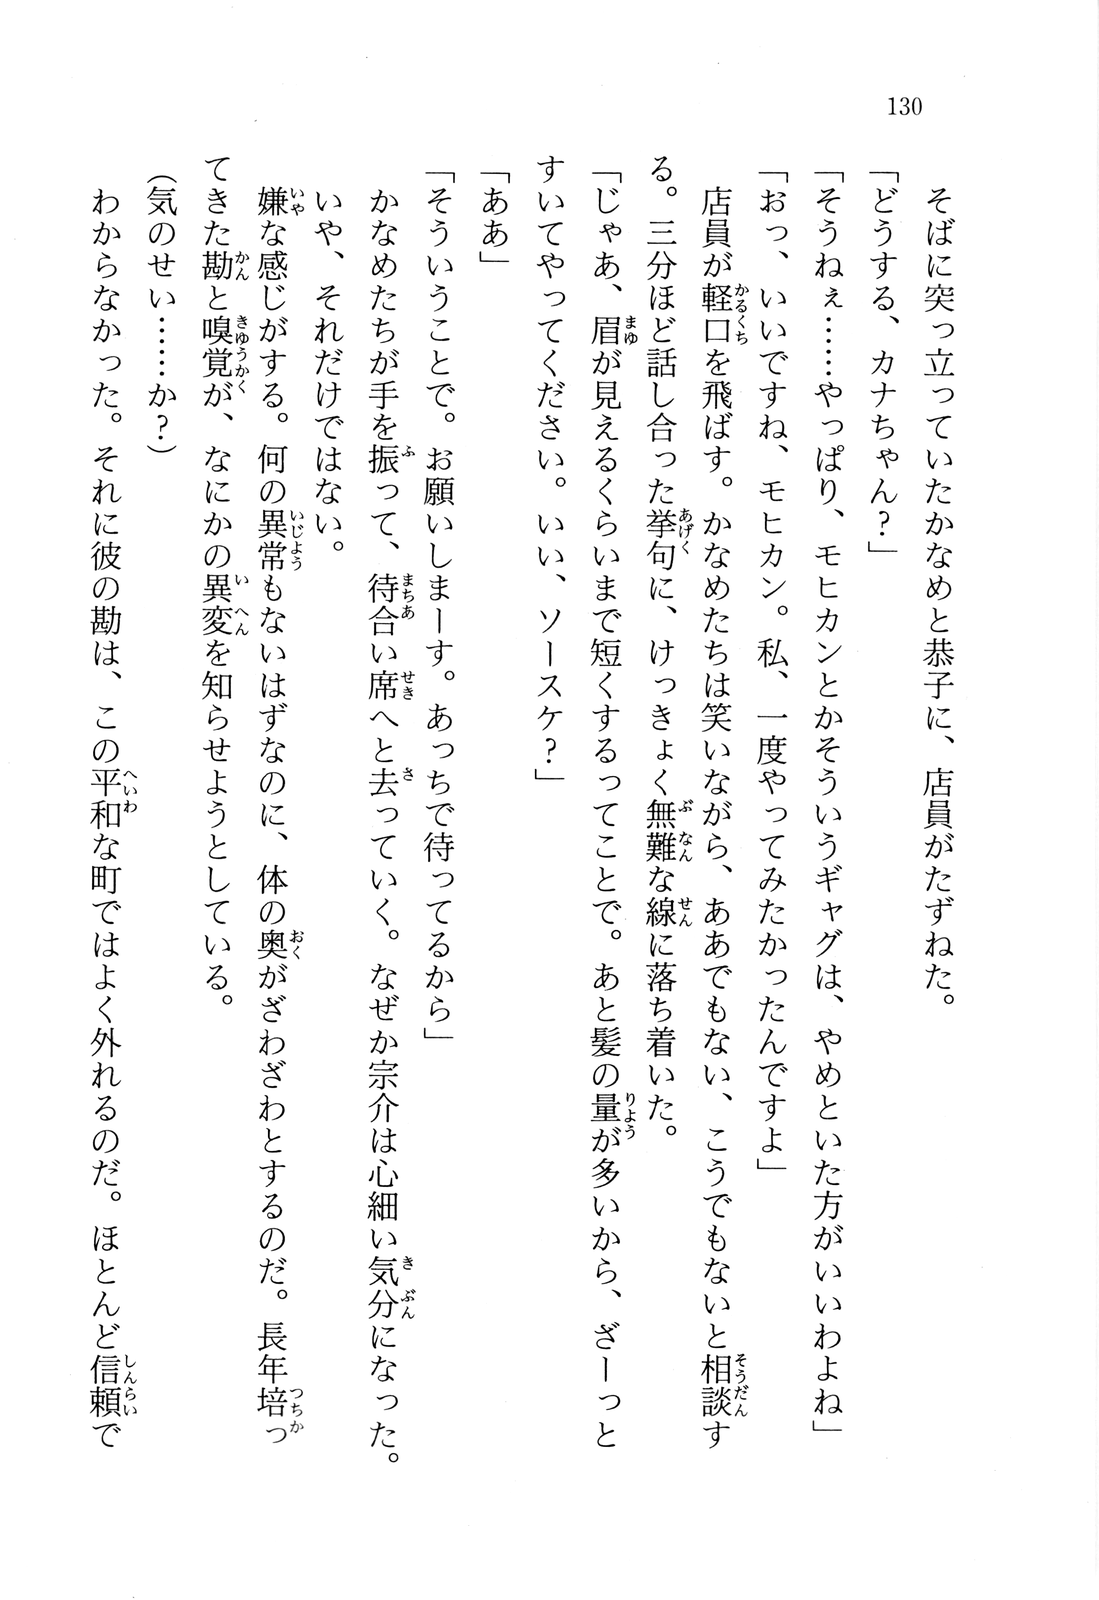 130
そばに突っ立っていたかなめと恭子に、店員がたずねた。
「どうする、カナちゃん?」
「そうねぇ……やっぱり、モヒカンとかそういうギャグは、やめといた方がいいわよね」
「おっ、いいですね、モヒカン。私、一度やってみたかったんですよ」
店員が軽口を飛ばす。かなめたちは笑いながら、ああでもない、こうでもないと相談す
る。三分ほど話し合った挙句に、けっきょく無難な線に落ち着いた。
「じゃあ、眉が見えるくらいまで短くするってことで。あと髪の量が多いから、ざーっと
すいてやってください。いい、ソースケ?」
「ああ」
「そういうことで。お願いしまーす。あっちで待ってるから」
かなめたちが手を振って、待合い席へと去っていく。なぜか宗介は心細い気分になった。
いや、それだけではない。
嫌な感じがする。何の異常もないはずなのに、体の奥がざわざわとするのだ。長年培っ
てきた勘と嗅覚が、なにかの異変を知らせようとしている。
(気のせい……か?)
わからなかった。それに彼の勘は、この平和な町ではよく外れるのだ。ほとんど信頼で